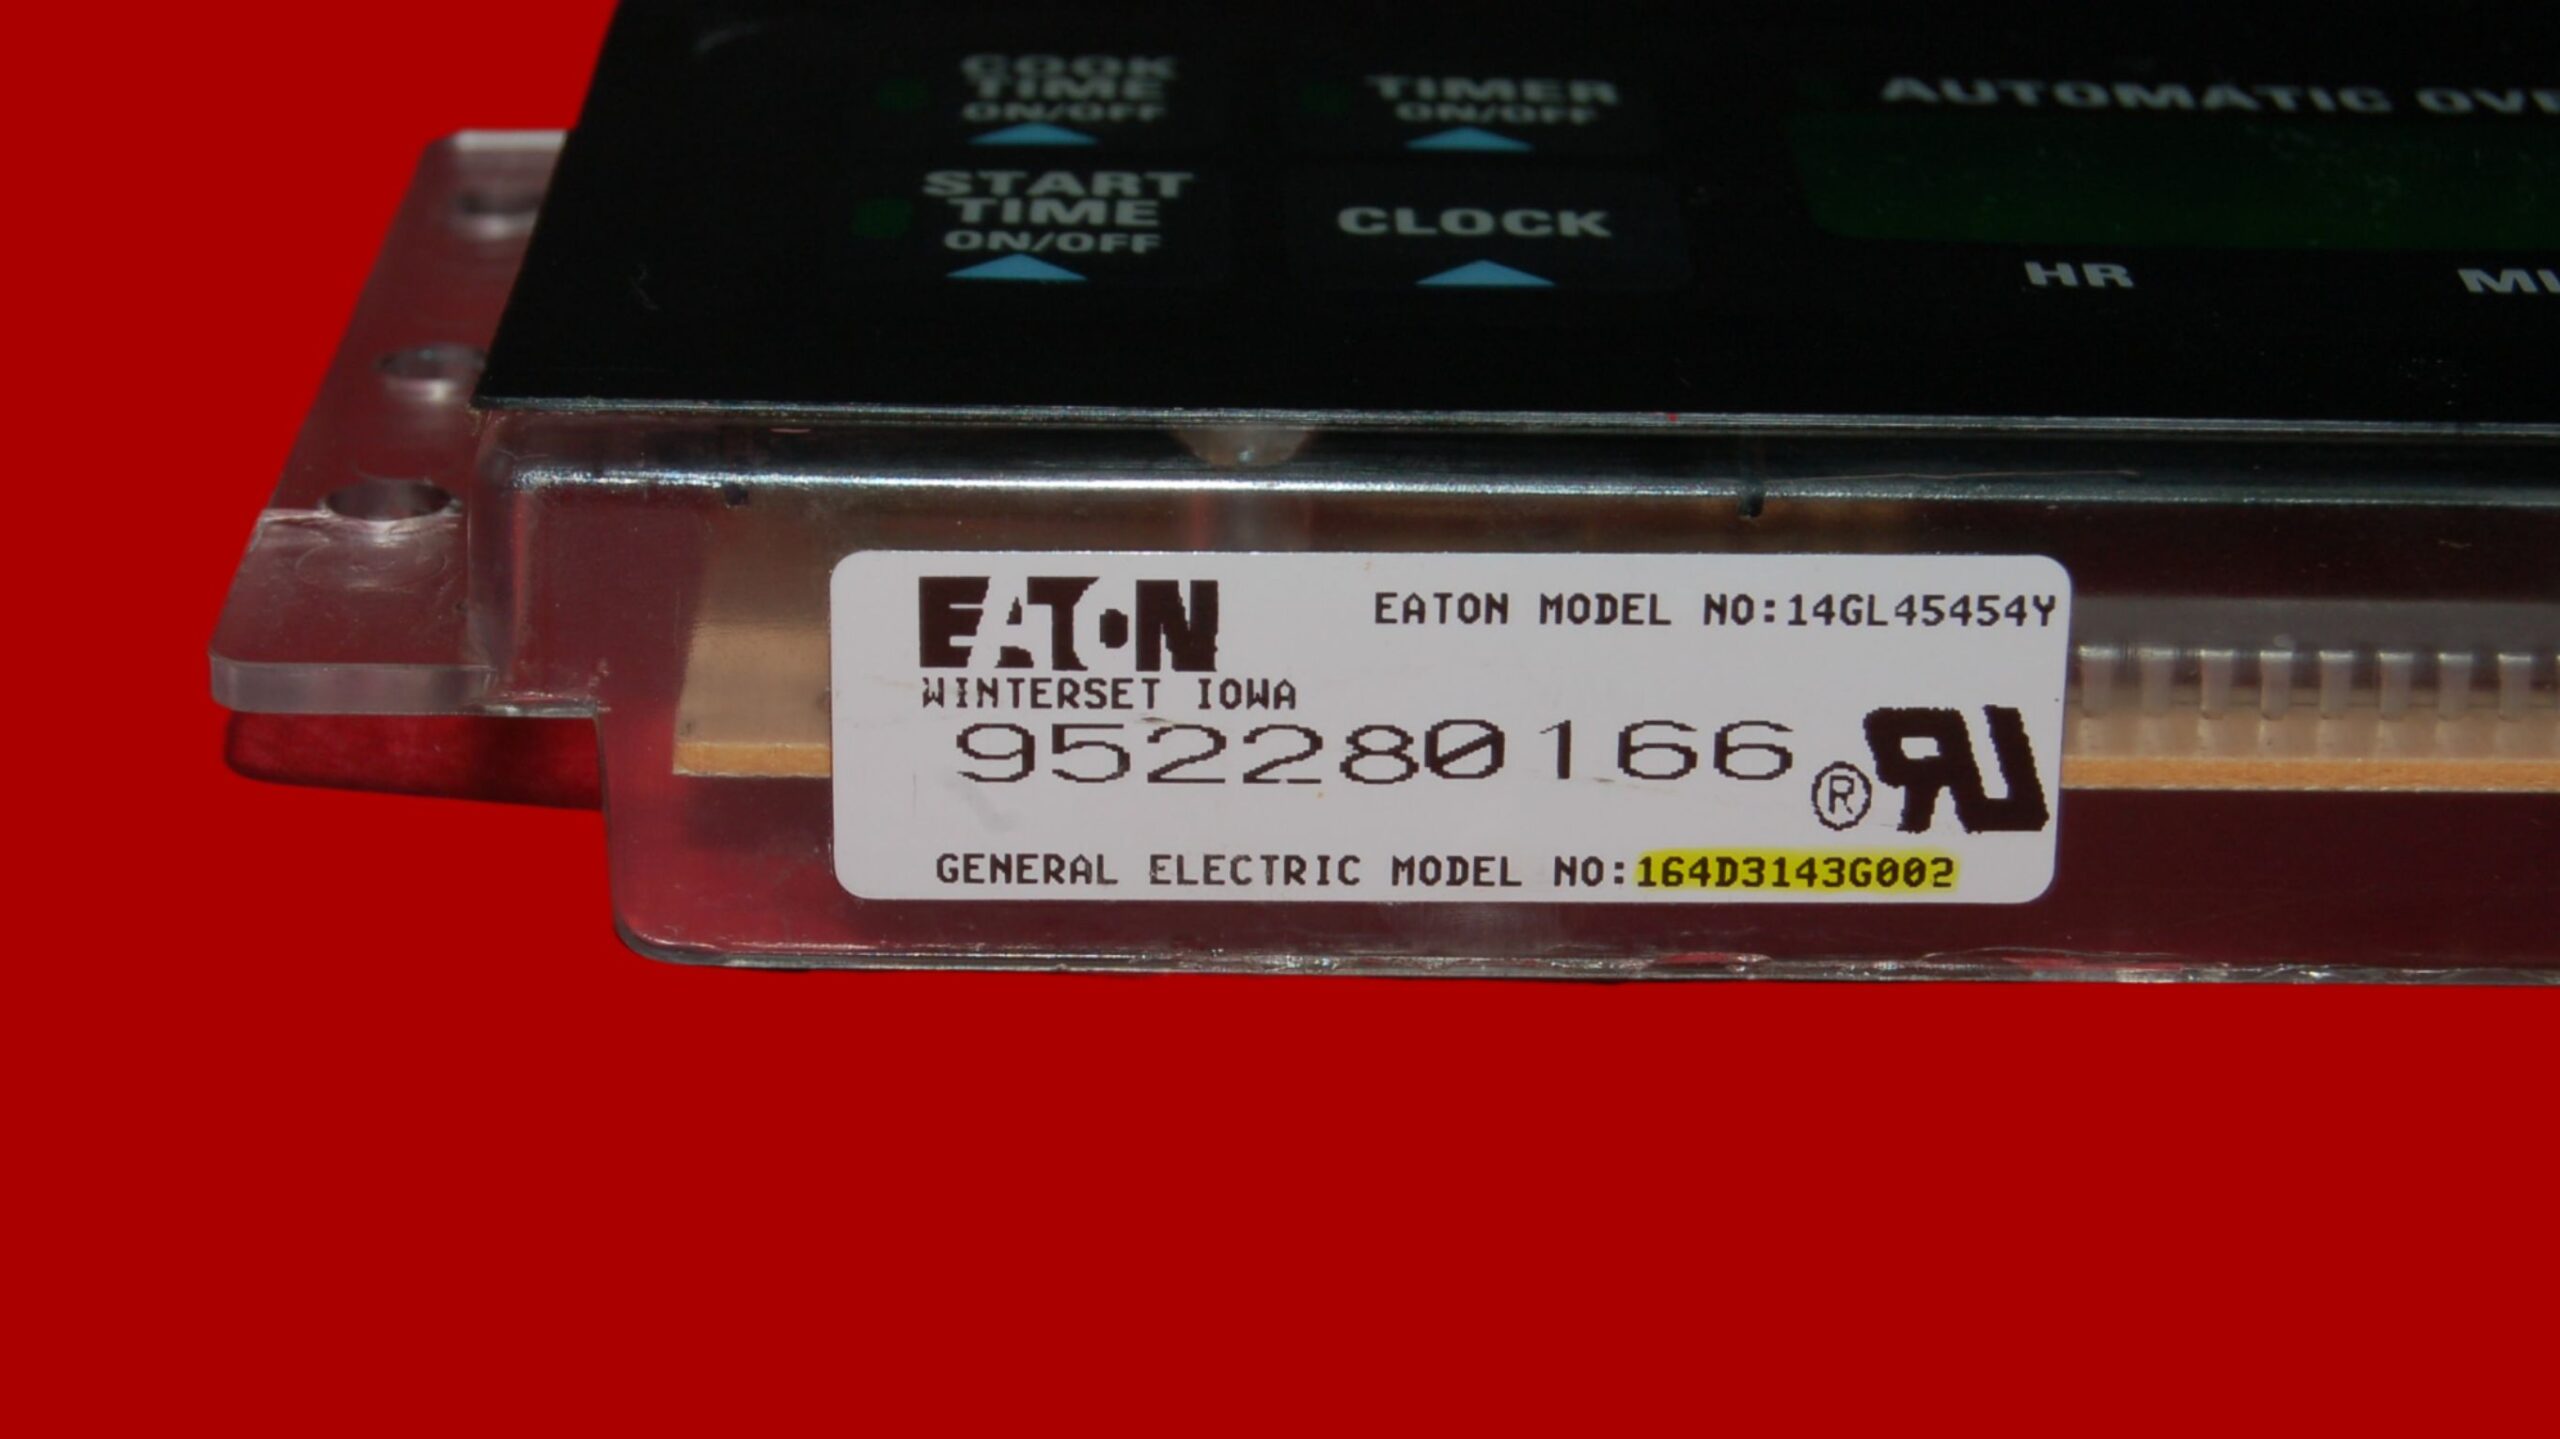 COOK
TIME
ON/OFF
TIMER
ON/OFF
AUTOMATIC
START
TIME
ON/OFF
CLOCK
HR
EATON
EATON MODEL NO:14GL45454Y
WINTERSET IOWA
952280166
®
GENERAL ELECTRIC MODEL NO:164D3143G002